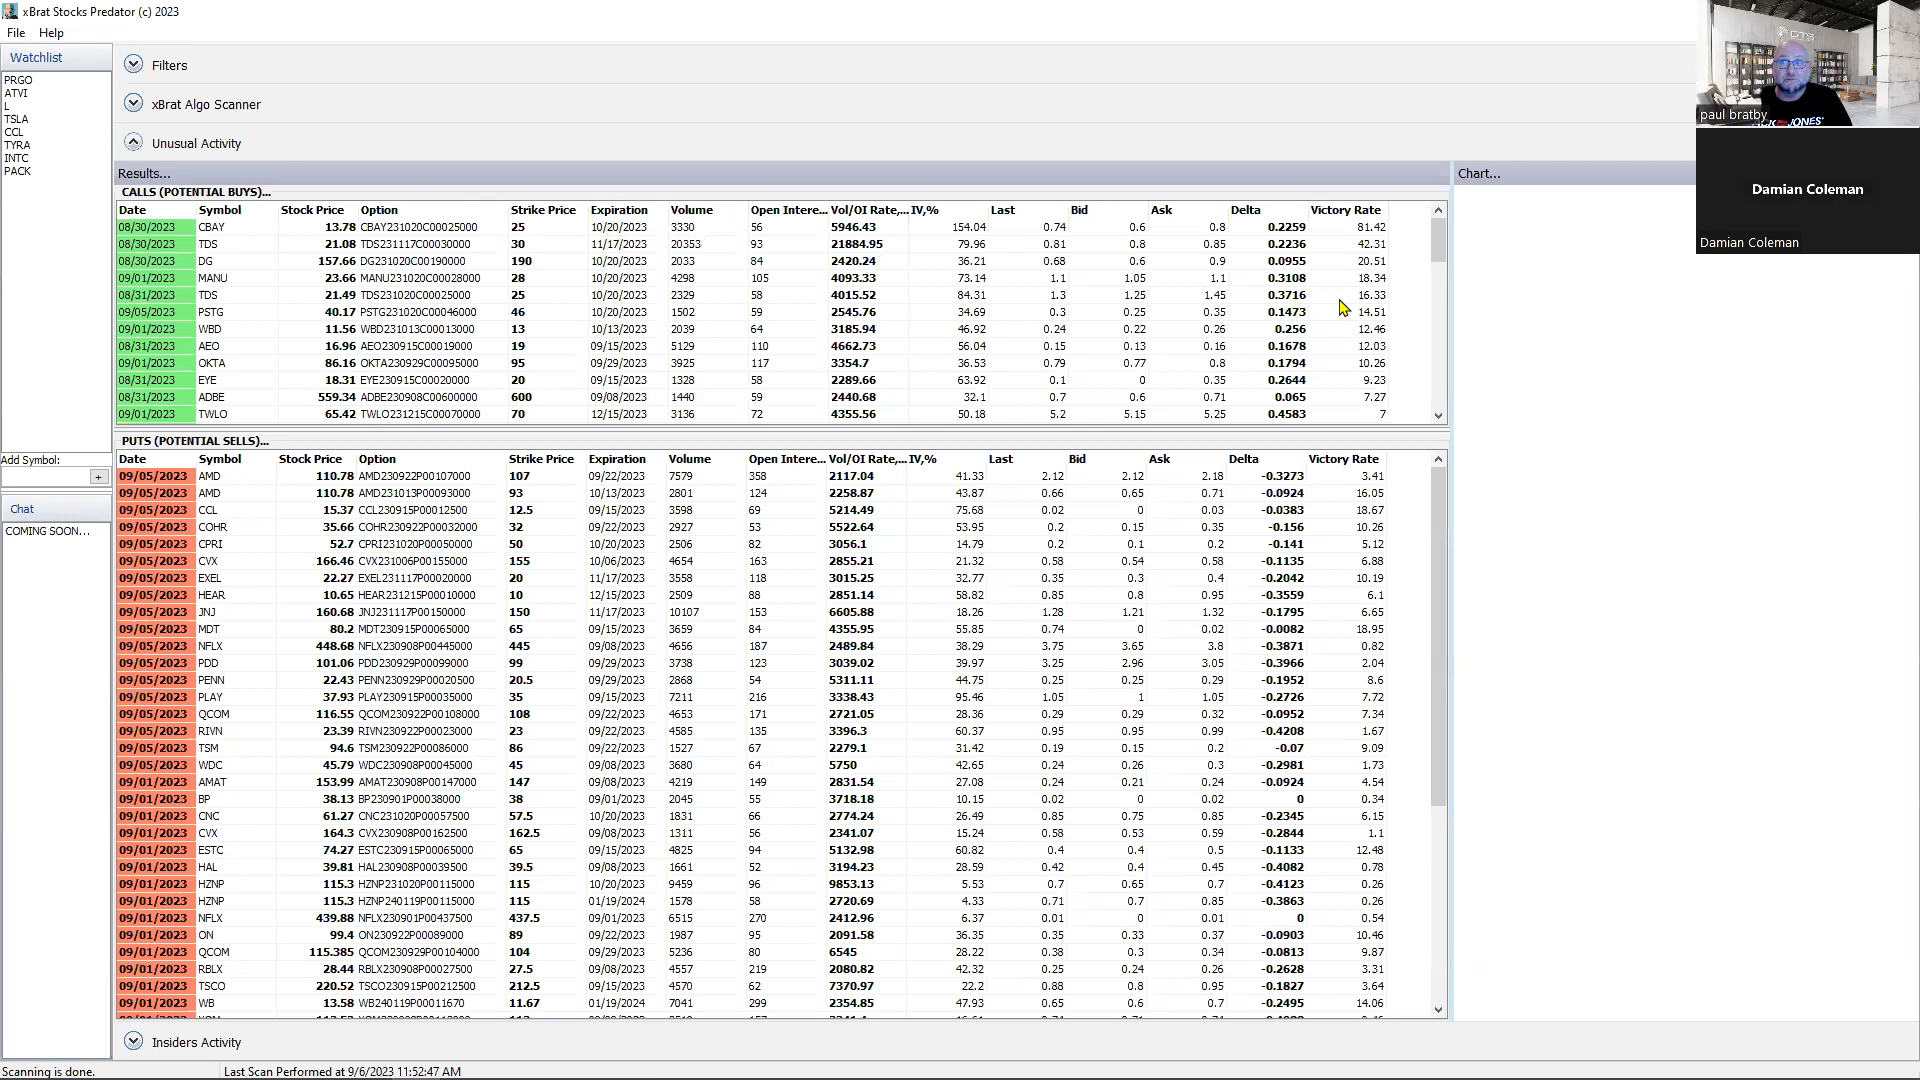 xBrat Stocks Predator (c) 2023
File Help
Watchlist
PRGO
ATVI
L
TSLA
CCL
TYRA
INTC
PACK
Add Symbol:
+
Chat
COMING SOON...
Filters
xBrat Algo Scanner
Unusual Activity
Results...
CALLS (POTENTIAL BUYS)...
Date Symbol Stock Price Option Strike Price Expiration Volume Open Intere... Vol/OI Rate,... IV,% Last Bid Ask Delta Victory Rate
08/30/2023 CBAY 13.78 CBAY231020C00025000 25 10/20/2023 3330 56 5946.43 154.04 0.74 0.6 0.8 0.2259 81.42
08/30/2023 TDS 21.08 TDS231117C00030000 30 11/17/2023 20353 93 21884.95 79.96 0.81 0.8 0.85 0.2236 42.31
08/30/2023 DG 157.66 DG231020C00190000 190 10/20/2023 2033 84 2420.24 36.21 0.68 0.6 0.9 0.0955 20.51
09/01/2023 MANU 23.66 MANU231020C00028000 28 10/20/2023 4298 105 4093.33 73.14 1.1 1.05 1.1 0.3108 18.34
08/31/2023 TDS 21.49 TDS231020C00025000 25 10/20/2023 2329 58 4015.52 84.31 1.3 1.25 1.45 0.3716 16.33
09/05/2023 PSTG 40.17 PSTG231020C00046000 46 10/20/2023 1502 59 2545.76 34.69 0.3 0.25 0.35 0.1473 14.51
09/01/2023 WBD 11.56 WBD231013C00013000 13 10/13/2023 2039 64 3185.94 46.92 0.24 0.22 0.26 0.256 12.46
08/31/2023 AEO 16.96 AEO230915C00019000 19 09/15/2023 5129 110 4662.73 56.04 0.15 0.13 0.16 0.1678 12.03
09/01/2023 OKTA 86.16 OKTA230929C00095000 95 09/29/2023 3925 117 3354.7 36.53 0.79 0.77 0.8 0.1794 10.26
08/31/2023 EYE 18.31 EYE230915C00020000 20 09/15/2023 1328 58 2289.66 63.92 0.1 0 0.35 0.2644 9.23
08/31/2023 ADBE 559.34 ADBE230908C00600000 600 09/08/2023 1440 59 2440.68 32.1 0.7 0.6 0.71 0.065 7.27
09/01/2023 TWLO 65.42 TWLO231215C00070000 70 12/15/2023 3136 72 4355.56 50.18 5.2 5.15 5.25 0.4583 7
PUTS (POTENTIAL SELLS)...
Date Symbol Stock Price Option Strike Price Expiration Volume Open Intere... Vol/OI Rate,... IV,% Last Bid Ask Delta Victory Rate
09/05/2023 AMD 110.78 AMD230922P00107000 107 09/22/2023 7579 358 2117.04 41.33 2.12 2.12 2.18 -0.3273 3.41
09/05/2023 AMD 110.78 AMD231013P00093000 93 10/13/2023 2801 124 2258.87 43.87 0.66 0.65 0.71 -0.0924 16.05
09/05/2023 CCL 15.37 CCL230915P00012500 12.5 09/15/2023 3598 69 5214.49 75.68 0.02 0 0.03 -0.0383 18.67
09/05/2023 COHR 35.66 COHR230922P00032000 32 09/22/2023 2927 53 5522.64 53.95 0.2 0.15 0.35 -0.156 10.26
09/05/2023 CPRI 52.7 CPRI231020P00050000 50 10/20/2023 2506 82 3056.1 14.79 0.2 0.1 0.2 -0.141 5.12
09/05/2023 CVX 166.46 CVX231006P00155000 155 10/06/2023 4654 163 2855.21 21.32 0.58 0.54 0.58 -0.1135 6.88
09/05/2023 EXEL 22.27 EXEL231117P00020000 20 11/17/2023 3558 118 3015.25 32.77 0.35 0.3 0.4 -0.2042 10.19
09/05/2023 HEAR 10.65 HEAR231215P00010000 10 12/15/2023 2509 88 2851.14 58.82 0.85 0.8 0.95 -0.3559 6.1
09/05/2023 JNJ 160.68 JNJ231117P00150000 150 11/17/2023 10107 153 6605.88 18.26 1.28 1.21 1.32 -0.1795 6.65
09/05/2023 MDT 80.2 MDT230915P00065000 65 09/15/2023 3659 84 4355.95 55.85 0.74 0 0.02 -0.0082 18.95
09/05/2023 NFLX 448.68 NFLX230908P00445000 445 09/08/2023 4656 187 2489.84 38.29 3.75 3.65 3.8 -0.3871 0.82
09/05/2023 PDD 101.06 PDD230929P00099000 99 09/29/2023 3738 123 3039.02 39.97 3.25 2.96 3.05 -0.3966 2.04
09/05/2023 PENN 22.43 PENN230929P00020500 20.5 09/29/2023 2868 54 5311.11 44.75 0.25 0.25 0.29 -0.1952 8.6
09/05/2023 PLAY 37.93 PLAY230915P00035000 35 09/15/2023 7211 216 3338.43 95.46 1.05 1 1.05 -0.2726 7.72
09/05/2023 QCOM 116.55 QCOM230922P00108000 108 09/22/2023 4653 171 2721.05 28.36 0.29 0.29 0.32 -0.0952 7.34
09/05/2023 RIVN 23.39 RIVN230922P00023000 23 09/22/2023 4585 135 3396.3 60.37 0.95 0.95 0.99 -0.4208 1.67
09/05/2023 TSM 94.6 TSM230922P00086000 86 09/22/2023 1527 67 2279.1 31.42 0.19 0.15 0.2 -0.07 9.09
09/05/2023 WDC 45.79 WDC230908P00045000 45 09/08/2023 3680 64 5750 42.65 0.24 0.26 0.3 -0.2981 1.73
09/01/2023 AMAT 153.99 AMAT230908P00147000 147 09/08/2023 4219 149 2831.54 27.08 0.24 0.21 0.24 -0.0924 4.54
09/01/2023 BP 38.13 BP230901P00038000 38 09/01/2023 2045 55 3718.18 10.15 0.02 0 0.02 0 0.34
09/01/2023 CNC 61.27 CNC231020P00057500 57.5 10/20/2023 1831 66 2774.24 26.49 0.85 0.75 0.85 -0.2345 6.15
09/01/2023 CVX 164.3 CVX230908P00162500 162.5 09/08/2023 1311 56 2341.07 15.24 0.58 0.53 0.59 -0.2844 1.1
09/01/2023 ESTC 74.27 ESTC230915P00065000 65 09/15/2023 4825 94 5132.98 60.82 0.4 0.4 0.5 -0.1133 12.48
09/01/2023 HAL 39.81 HAL230908P00039500 39.5 09/08/2023 1661 52 3194.23 28.59 0.42 0.4 0.45 -0.4082 0.78
09/01/2023 HZNP 115.3 HZNP231020P00115000 115 10/20/2023 9459 96 9853.13 5.53 0.7 0.65 0.7 -0.4123 0.26
09/01/2023 HZNP 115.3 HZNP240119P00115000 115 01/19/2024 1578 58 2720.69 4.33 0.71 0.7 0.85 -0.3863 0.26
09/01/2023 NFLX 439.88 NFLX230901P00437500 437.5 09/01/2023 6515 270 2412.96 6.37 0.01 0 0.01 0 0.54
09/01/2023 ON 99.4 ON230922P00089000 89 09/22/2023 1987 95 2091.58 36.35 0.35 0.33 0.37 -0.0903 10.46
09/01/2023 QCOM 115.385 QCOM230929P00104000 104 09/29/2023 5236 80 6545 28.22 0.38 0.3 0.34 -0.0813 9.87
09/01/2023 RBLX 28.44 RBLX230908P00027500 27.5 09/08/2023 4557 219 2080.82 42.32 0.25 0.24 0.26 -0.2628 3.31
09/01/2023 TSCO 220.52 TSCO230915P00212500 212.5 09/15/2023 4570 62 7370.97 22.2 0.88 0.8 0.95 -0.1827 3.64
09/01/2023 WB 13.58 WB240119P00011670 11.67 01/19/2024 7041 299 2354.85 47.93 0.65 0.6 0.7 -0.2495 14.06
Insiders Activity
Chart...
GTS
JONES
paul bratby
Damian Coleman
Damian Coleman
Scanning is done.
Last Scan Performed at 9/6/2023 11:52:47 AM